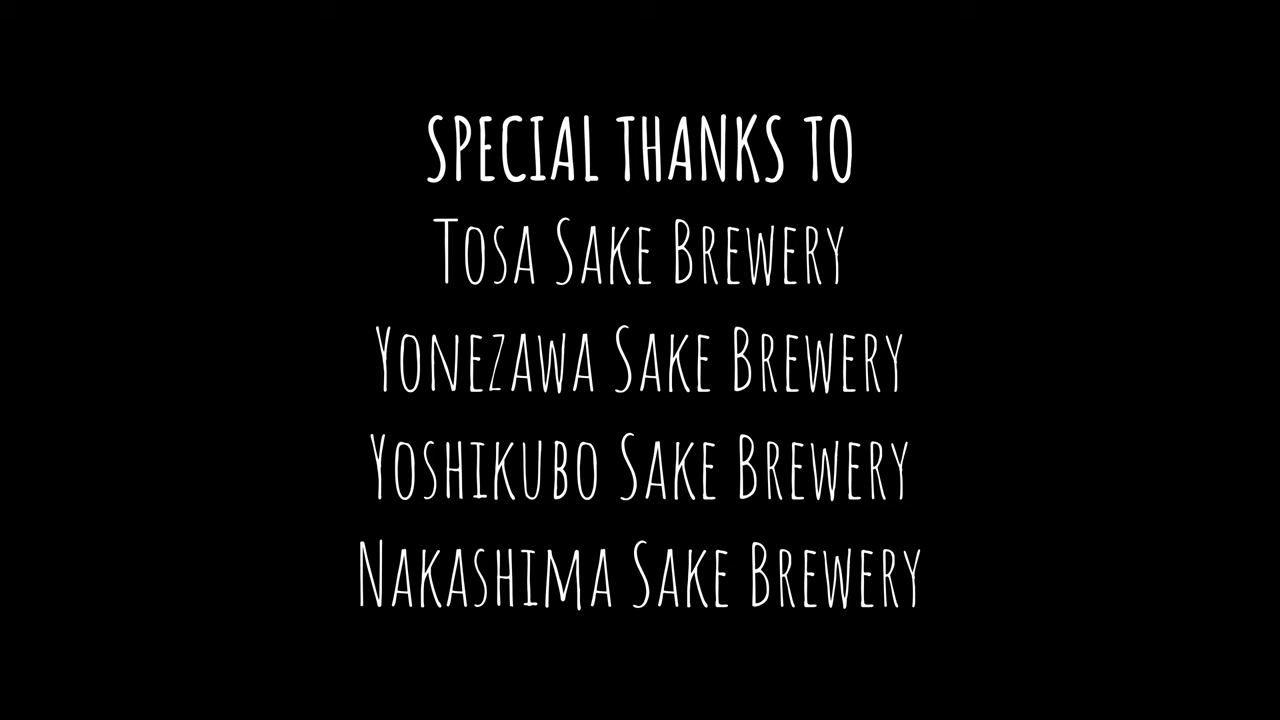 SPECIAL THANKS TO
Tosa Sake Brewery
Yonezawa Sake Brewery
Yoshikubo Sake Brewery
Nakashima Sake Brewery